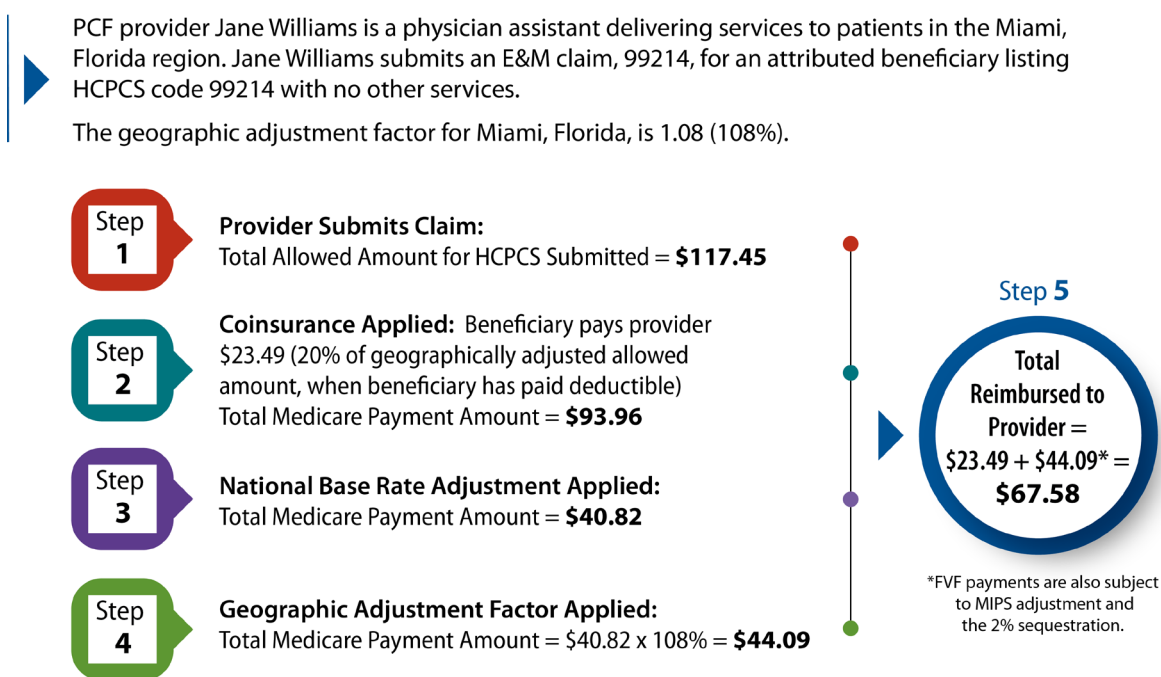 PCF provider Jane Williams is a physician assistant delivering services to patients in the Miami,
Florida region. Jane Williams submits an E&M claim, 99214, for an attributed beneficiary listing
HCPCS code 99214 with no other services.
The geographic adjustment factor for Miami, Florida, is 1.08 (108%).
Step
1
Provider Submits Claim:
Total Allowed Amount for HCPCS Submitted = $117.45
Step
2
Coinsurance Applied: Beneficiary pays provider
$23.49 (20% of geographically adjusted allowed
amount, when beneficiary has paid deductible)
Total Medicare Payment Amount = $93.96
Step
3
National Base Rate Adjustment Applied:
Total Medicare Payment Amount = $40.82
Step
4
Geographic Adjustment Factor Applied:
Total Medicare Payment Amount = $40.82 x 108% = $44.09
Step 5
Total
Reimbursed to
Provider =
$23.49 + $44.09* =
$67.58
*FVF payments are also subject
to MIPS adjustment and
the 2% sequestration.